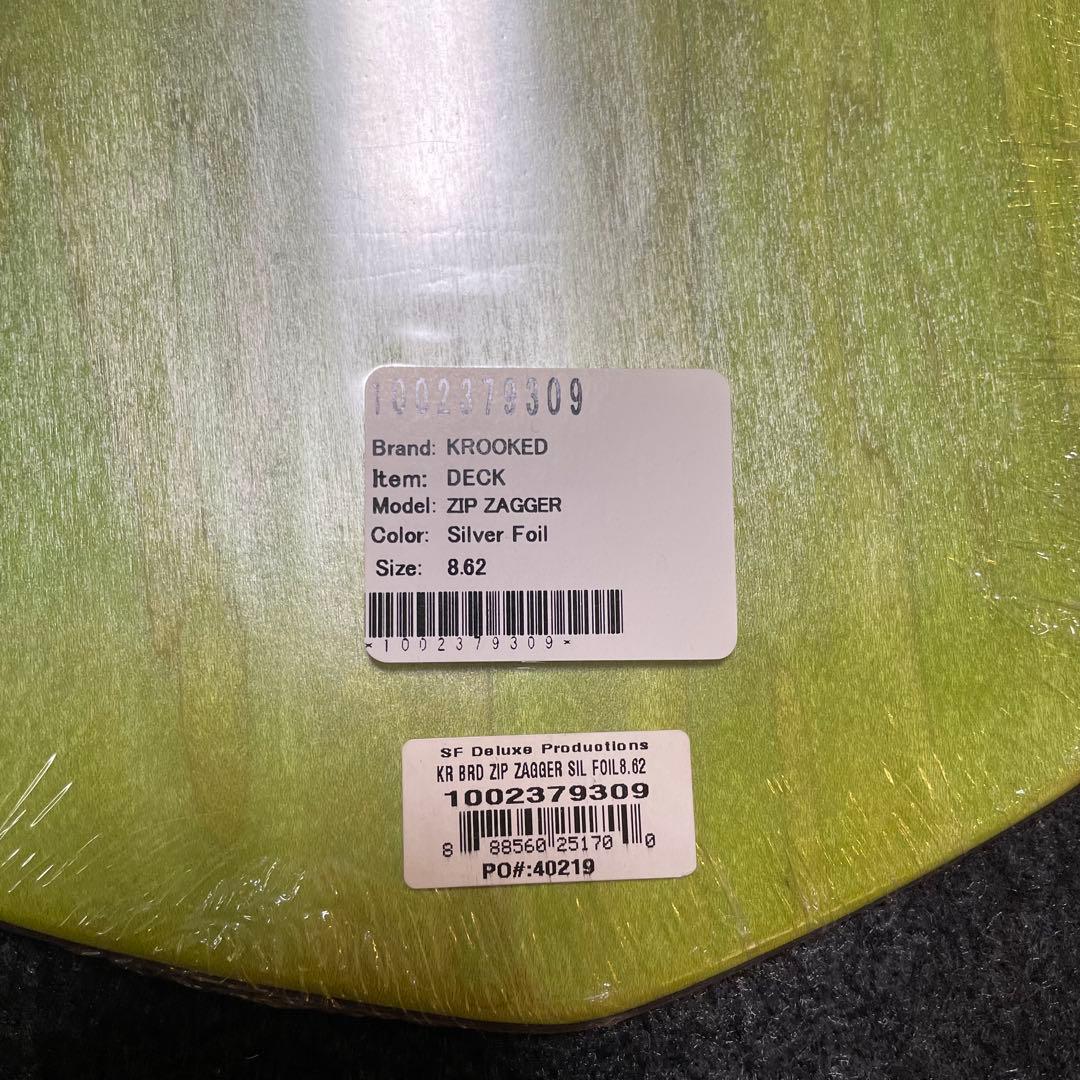 1002379309
Brand: KROOKED
Item: DECK
Model: ZIP ZAGGER
Color: Silver Foil
Size: 8.62
*1002379309*
SF Deluxe Productions
KR BRD ZIP ZAGGER SIL FOIL8.62
1002379309
8 88560 25170 0
PO#:40219